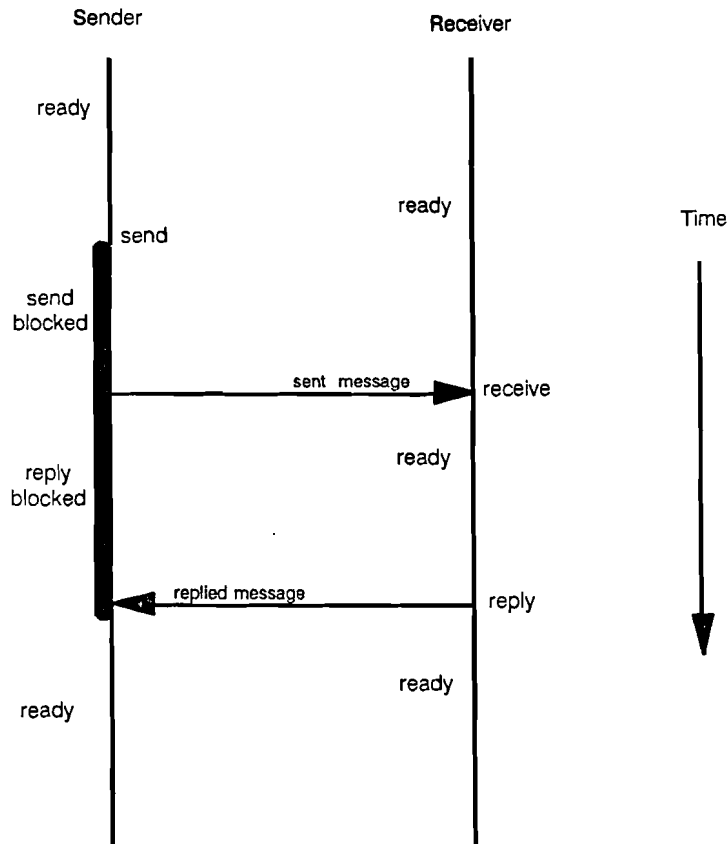 Sender
Receiver
ready
ready
Time
send
send
blocked
sent message
receive
ready
reply
blocked
replied message
reply
ready
ready